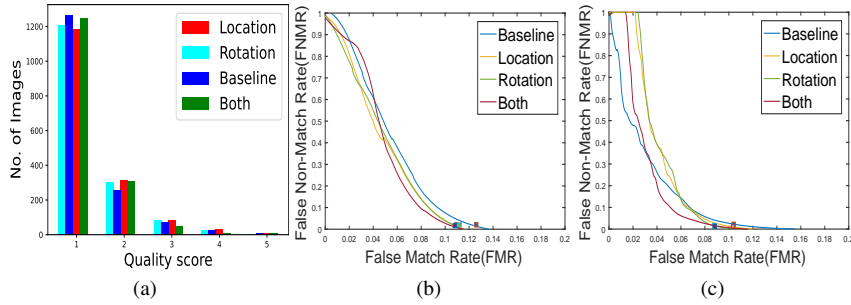 No. of Images
1200
1000
800
600
400
200
0
1 2 3 4 5
Quality score
Location
Rotation
Baseline
Both
(a)
False Non-Match Rate(FNMR)
1
0.9
0.8
0.7
0.6
0.5
0.4
0.3
0.2
0.1
0
0 0.02 0.04 0.06 0.08 0.1 0.12 0.14 0.16 0.18 0.2
False Match Rate(FMR)
Baseline
Location
Rotation
Both
(b)
False Non-Match Rate(FNMR)
1
0.9
0.8
0.7
0.6
0.5
0.4
0.3
0.2
0.1
0
0 0.02 0.04 0.06 0.08 0.1 0.12 0.14 0.16 0.18 0.2
False Match Rate(FMR)
Baseline
Location
Rotation
Both
(c)